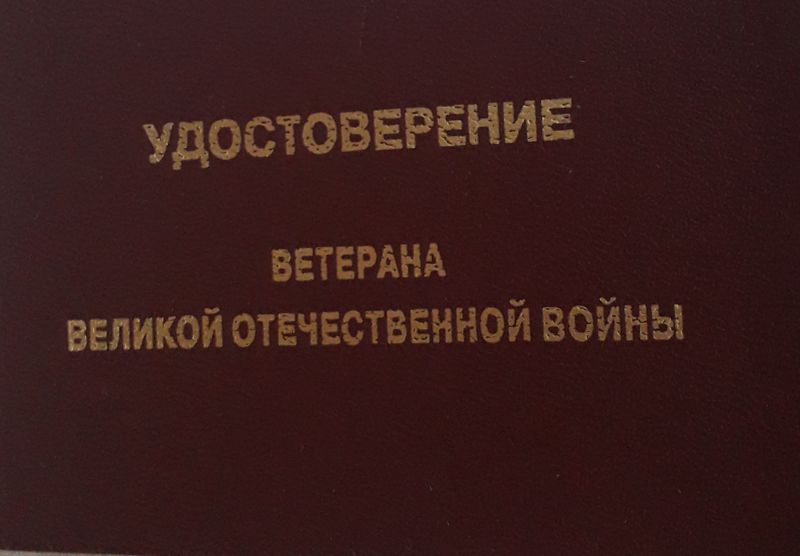 УДОСТОВЕРЕНИЕ
ВЕТЕРАНА
ВЕЛИКОЙ ОТЕЧЕСТВЕННОЙ ВОЙНЫ